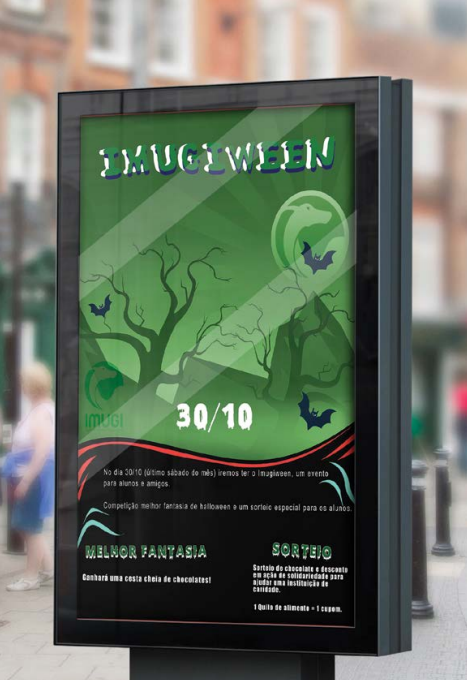 IMUGIWEEN
IMUGI
30/10
No dia 30/10 (último sábado do mês) iremos ter o Imugiween, um evento
para alunos e amigos.
Competição melhor fantasia de halloween e um sorteio especial para os alunos.
MELHOR FANTASIA
Ganhará uma cesta cheia de chocolates!
SORTEIO
Sorteio de chocolate e desconto
em ação de solidariedade para
ajudar uma instituição de
caridade.
1 Quilo de alimento = 1 cupom.